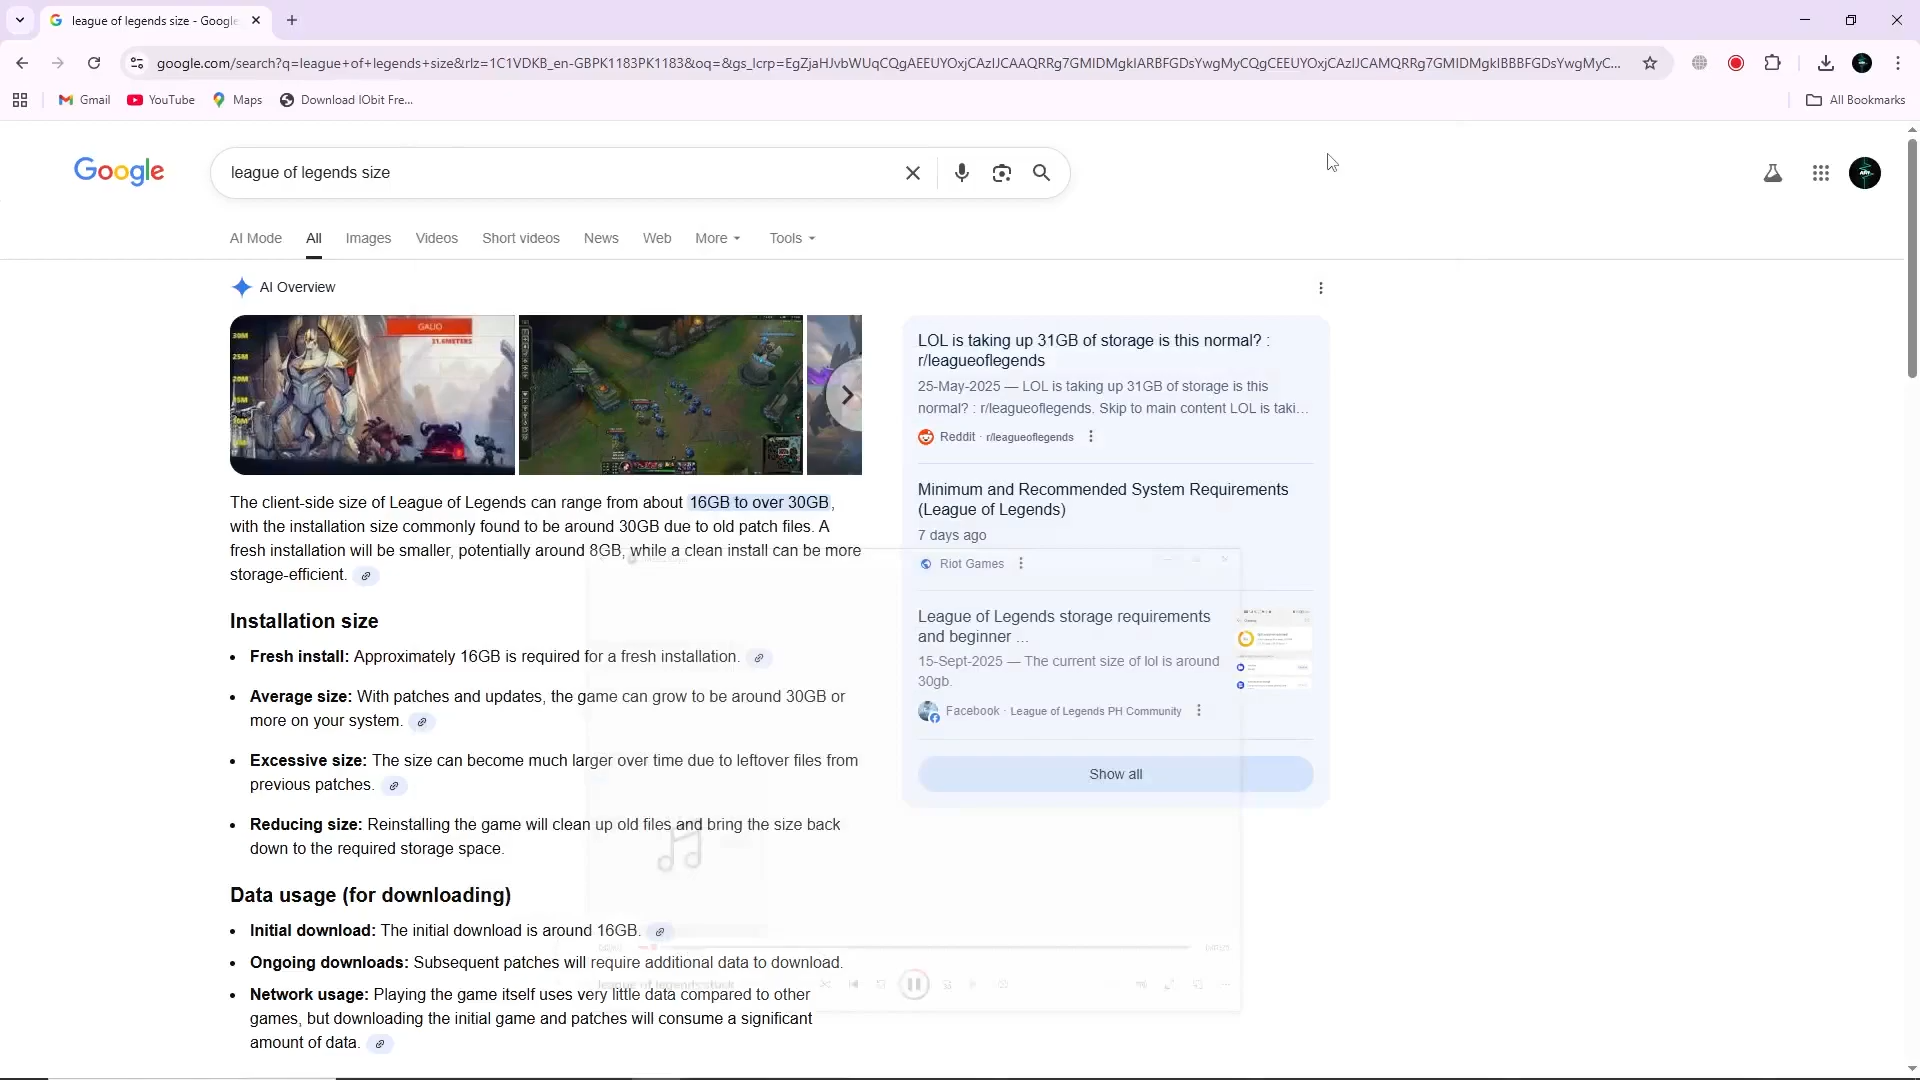 league of legends size - Google
google.com/search?q=league+of+legends+size&rlz=1C1VDKB_en-GBPK1183PK1183&oq=&gs_lcrp=EgZjaHJvbWUqCQgAEEUYOxjCAzIJCAAQRRg7GMIDMgkIARBFGDsYwgMyCQgCEEUYOxjCAzIJCAMQRRg7GMIDMgkIBBBFGDsYwgMyC...
Gmail
YouTube
Maps
Download IObit Fre...
All Bookmarks
Google
league of legends size
AI Mode
All
Images
Videos
Short videos
News
Web
More
Tools
AI Overview
GALIO
31.6METERS
30M
25M
20M
15M
The client-side size of League of Legends can range from about 16GB to over 30GB,
with the installation size commonly found to be around 30GB due to old patch files. A
fresh installation will be smaller, potentially around 8GB, while a clean install can be more
storage-efficient.
Installation size
• Fresh install: Approximately 16GB is required for a fresh installation.
• Average size: With patches and updates, the game can grow to be around 30GB or
more on your system.
• Excessive size: The size can become much larger over time due to leftover files from
previous patches.
• Reducing size: Reinstalling the game will clean up old files and bring the size back
down to the required storage space.
Data usage (for downloading)
• Initial download: The initial download is around 16GB.
• Ongoing downloads: Subsequent patches will require additional data to download.
• Network usage: Playing the game itself uses very little data compared to other
games, but downloading the initial game and patches will consume a significant
amount of data.
LOL is taking up 31GB of storage is this normal? :
r/leagueoflegends
25-May-2025 — LOL is taking up 31GB of storage is this
normal? : r/leagueoflegends. Skip to main content LOL is taki...
Reddit · r/leagueoflegends
Minimum and Recommended System Requirements
(League of Legends)
7 days ago
Riot Games
League of Legends storage requirements
and beginner ...
15-Sept-2025 — The current size of lol is around
30gb.
Facebook · League of Legends PH Community
Show all